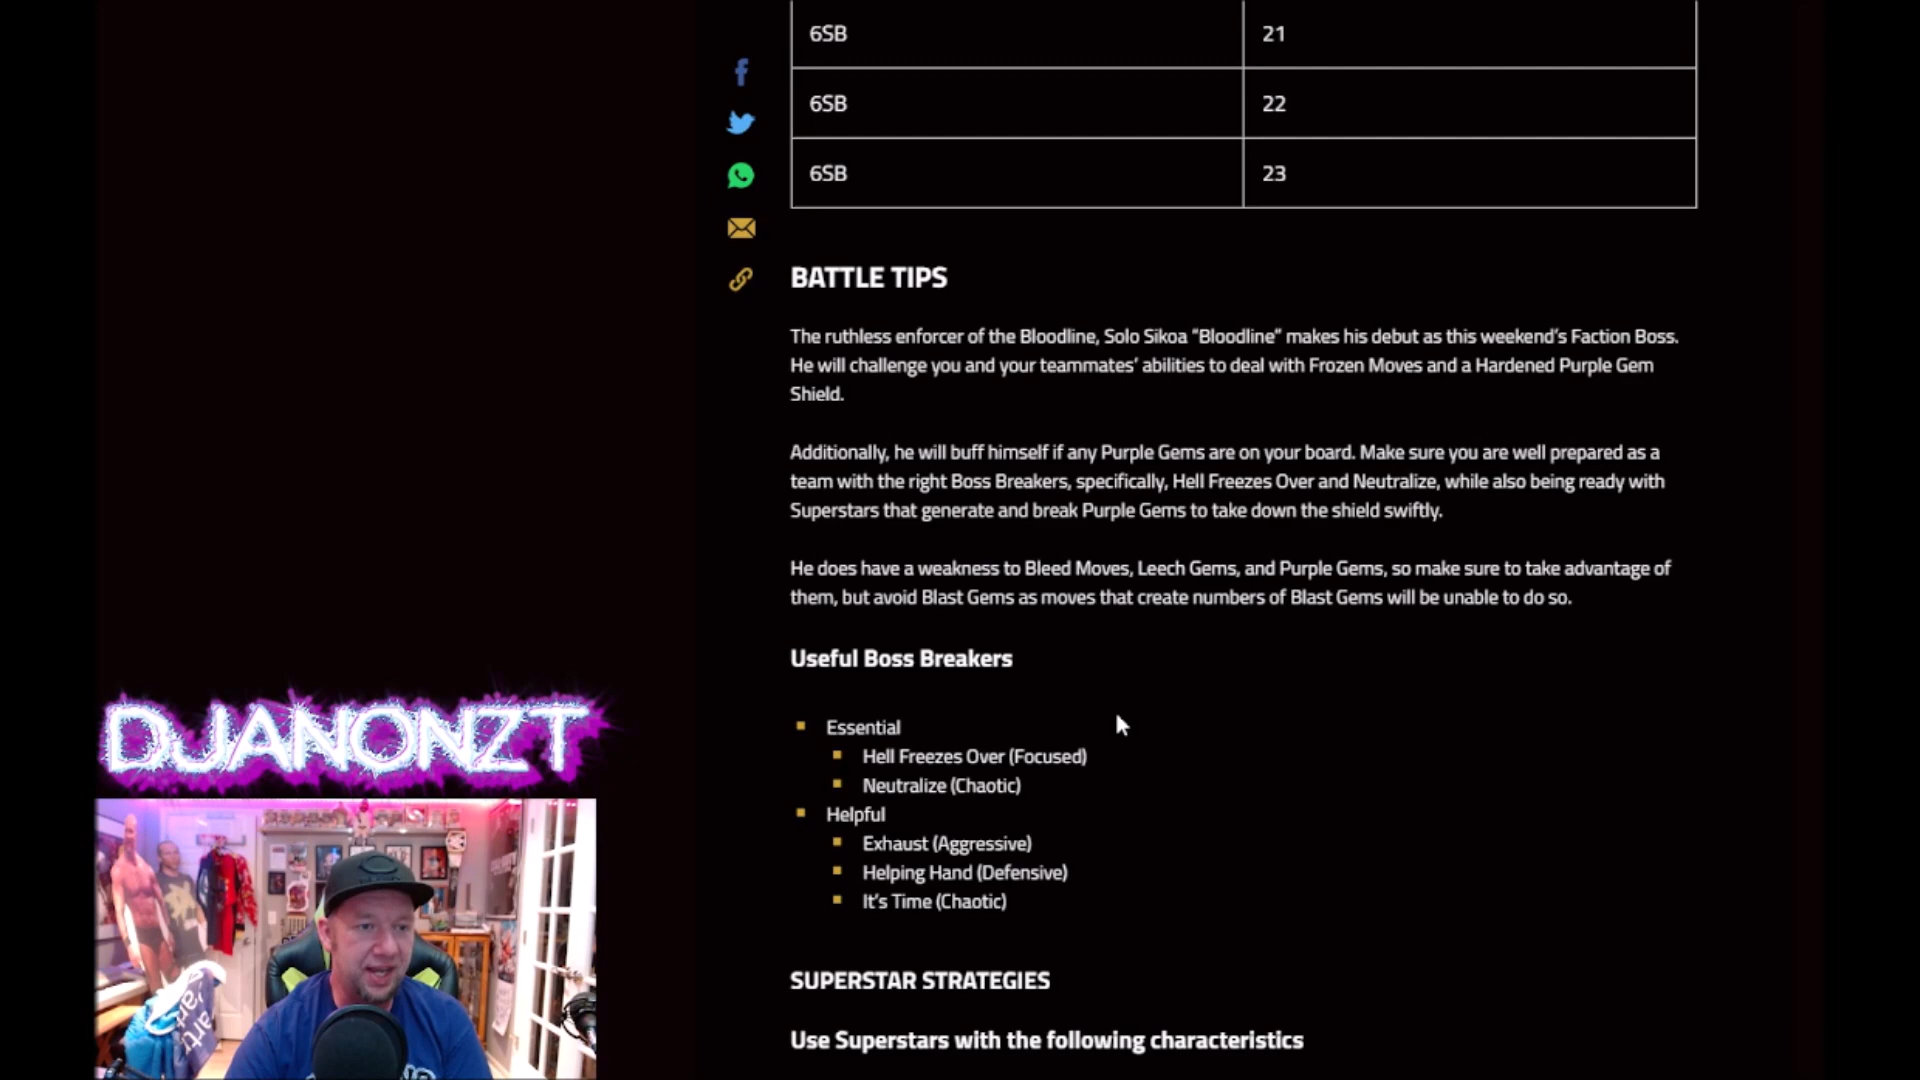 6SB 21
6SB 22
6SB 23
BATTLE TIPS
The ruthless enforcer of the Bloodline, Solo Sikoa “Bloodline” makes his debut as this weekend’s Faction Boss.
He will challenge you and your teammates’ abilities to deal with Frozen Moves and a Hardened Purple Gem
Shield.
Additionally, he will buff himself if any Purple Gems are on your board. Make sure you are well prepared as a
team with the right Boss Breakers, specifically, Hell Freezes Over and Neutralize, while also being ready with
Superstars that generate and break Purple Gems to take down the shield swiftly.
He does have a weakness to Bleed Moves, Leech Gems, and Purple Gems, so make sure to take advantage of
them, but avoid Blast Gems as moves that create numbers of Blast Gems will be unable to do so.
Useful Boss Breakers
Essential
Hell Freezes Over (Focused)
Neutralize (Chaotic)
Helpful
Exhaust (Aggressive)
Helping Hand (Defensive)
It’s Time (Chaotic)
SUPERSTAR STRATEGIES
Use Superstars with the following characteristics
DJANONZT